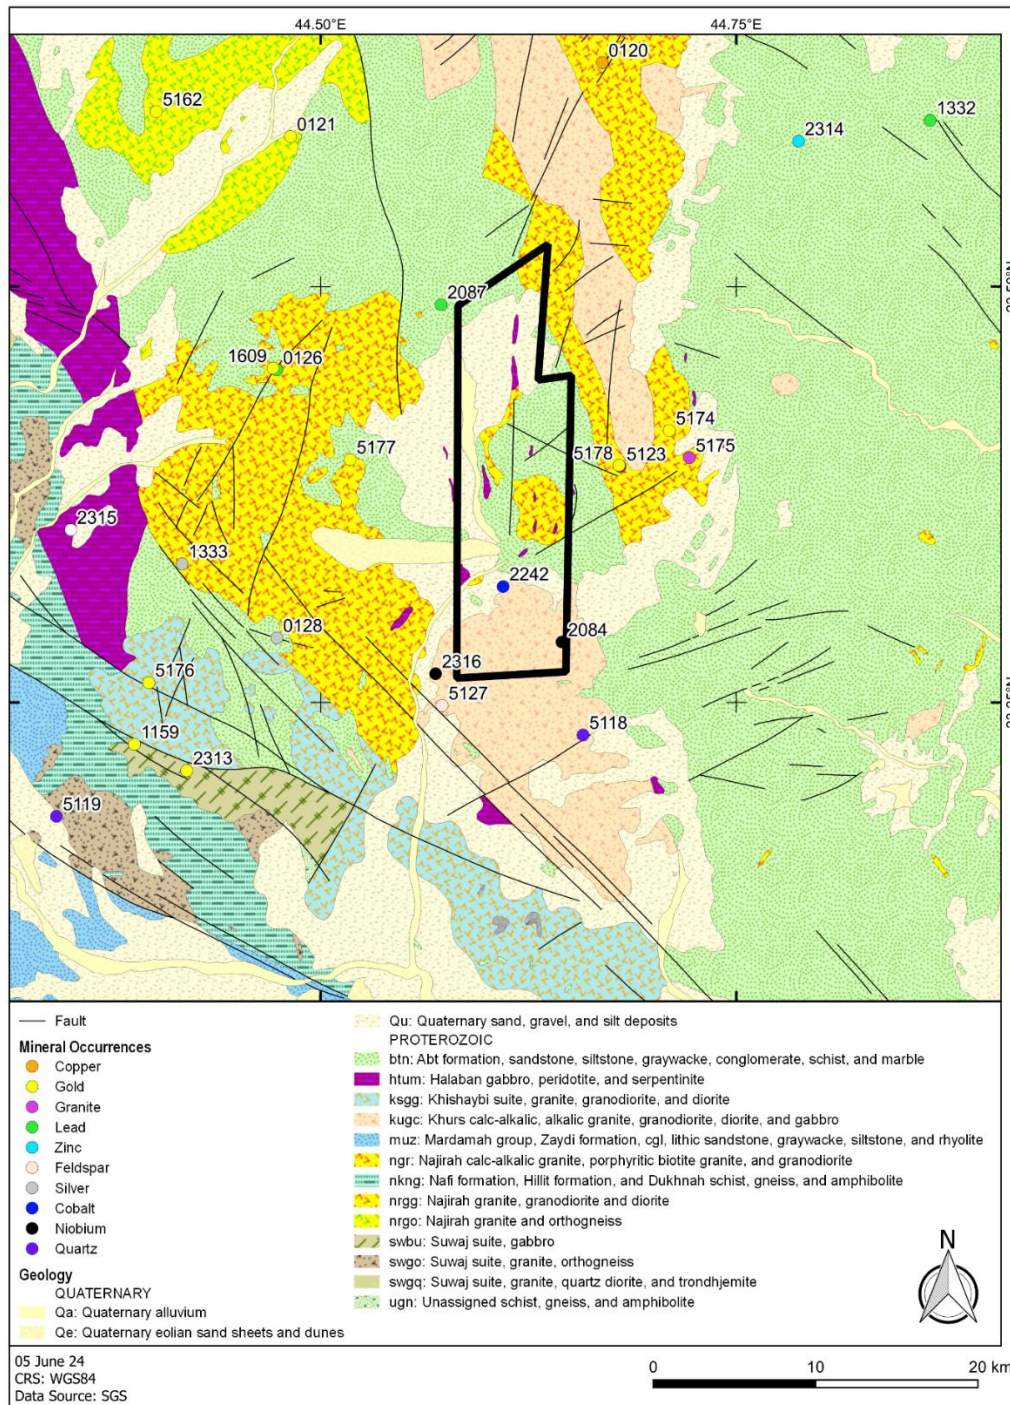 44.50°E
44.75°E
0120
5162
0121
1332
2314
2087
1609
0126
5174
5177
5178
5123
5175
2315
1333
2242
0128
2084
2316
5176
5127
5118
1159
2313
5119
Fault
Mineral Occurrences
Copper
Gold
Granite
Lead
Zinc
Feldspar
Silver
Cobalt
Niobium
Quartz
Geology
QUATERNARY
Qa: Quaternary alluvium
Qe: Quaternary eolian sand sheets and dunes
Qu: Quaternary sand, gravel, and silt deposits
PROTEROZOIC
btn: Abt formation, sandstone, siltstone, graywacke, conglomerate, schist, and marble
htum: Halaban gabbro, peridotite, and serpentinite
ksgg: Khishaybi suite, granite, granodiorite, and diorite
kugc: Khurs calc-alkalic, alkalic granite, granodiorite, diorite, and gabbro
muz: Mardamah group, Zaydi formation, cgl, lithic sandstone, graywacke, siltstone, and rhyolite
ngr: Najirah calc-alkalic granite, porphyritic biotite granite, and granodiorite
nkng: Nafi formation, Hillit formation, and Dukhnah schist, gneiss, and amphibolite
nrgg: Najirah granite, granodiorite and diorite
nrgo: Najirah granite and orthogneiss
swbu: Suwaj suite, gabbro
swgo: Suwaj suite, granite, orthogneiss
swgq: Suwaj suite, granite, quartz diorite, and trondhjemite
ugn: Unassigned schist, gneiss, and amphibolite
N
05 June 24
CRS: WGS84
Data Source: SGS
0 10 20 km